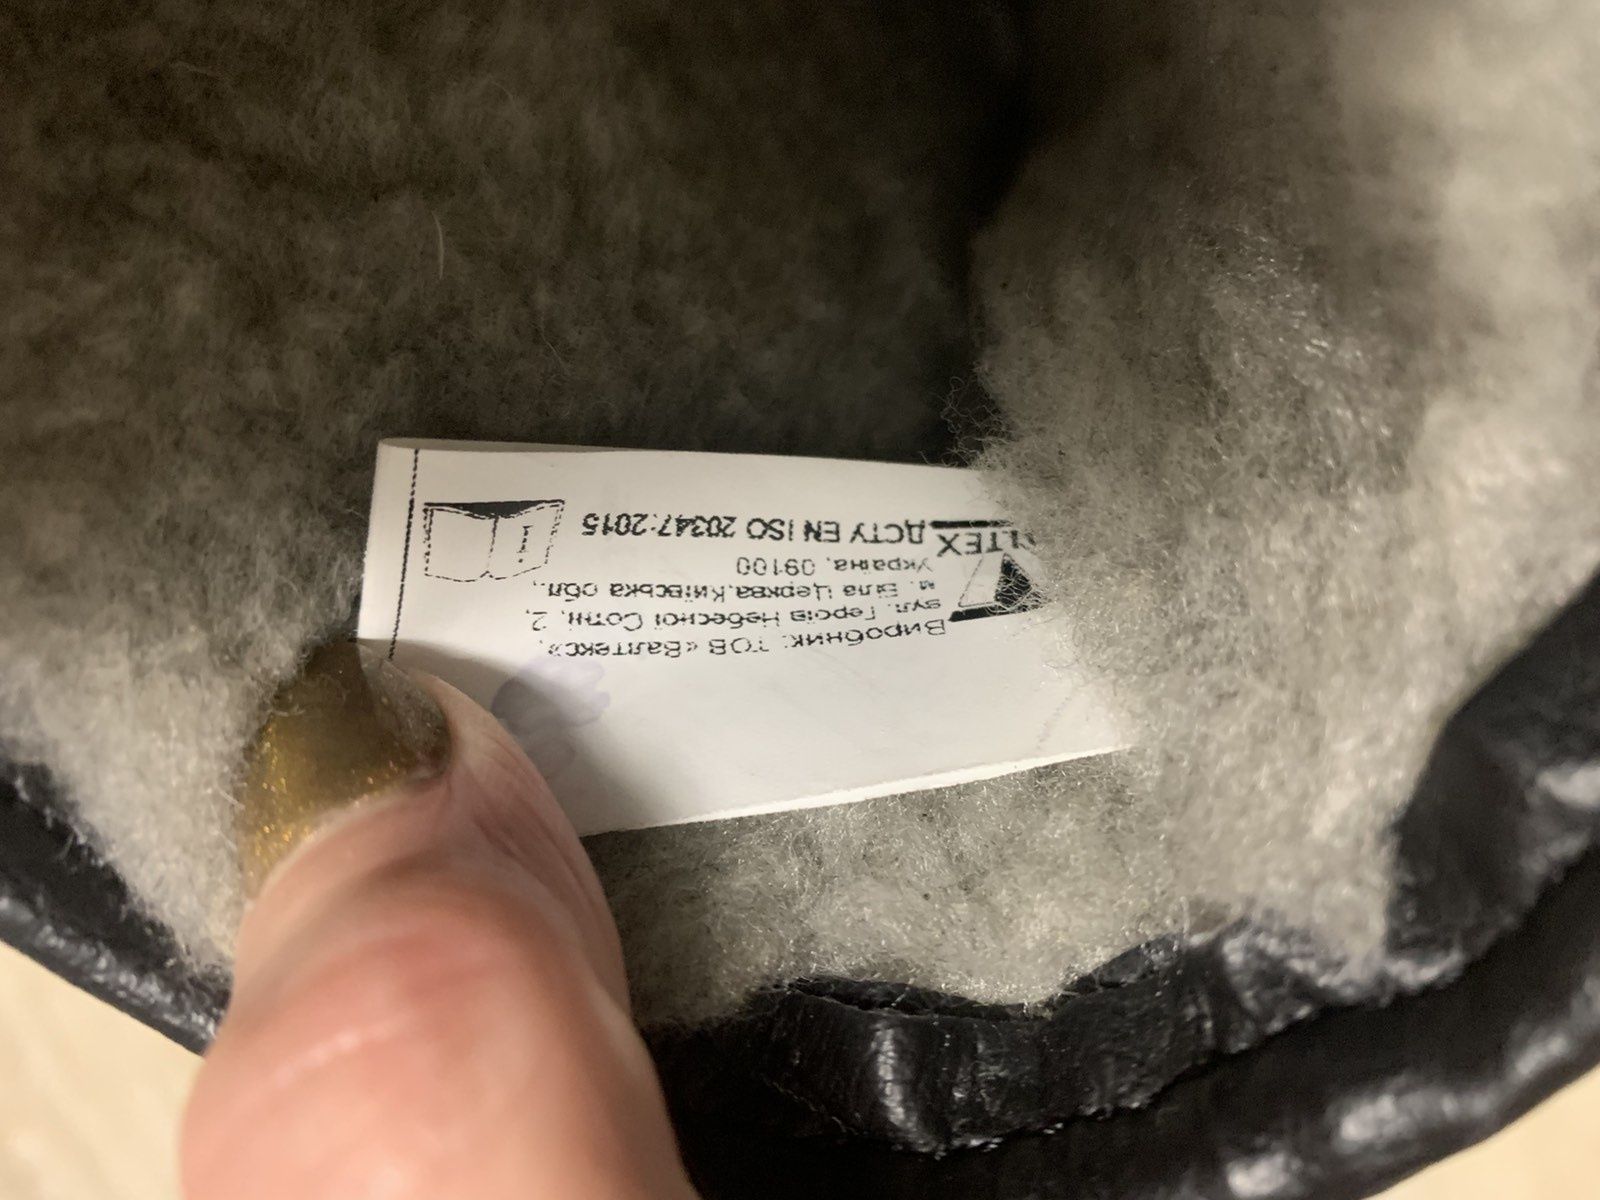 Виробник: ТОВ «Валтекс»,
вул. Героїв Небесної Сотні, 2,
м. Біла Церква,Київська обл.,
Україна, 09100
LTEX
ДСТУ EN ISO 20347:2015